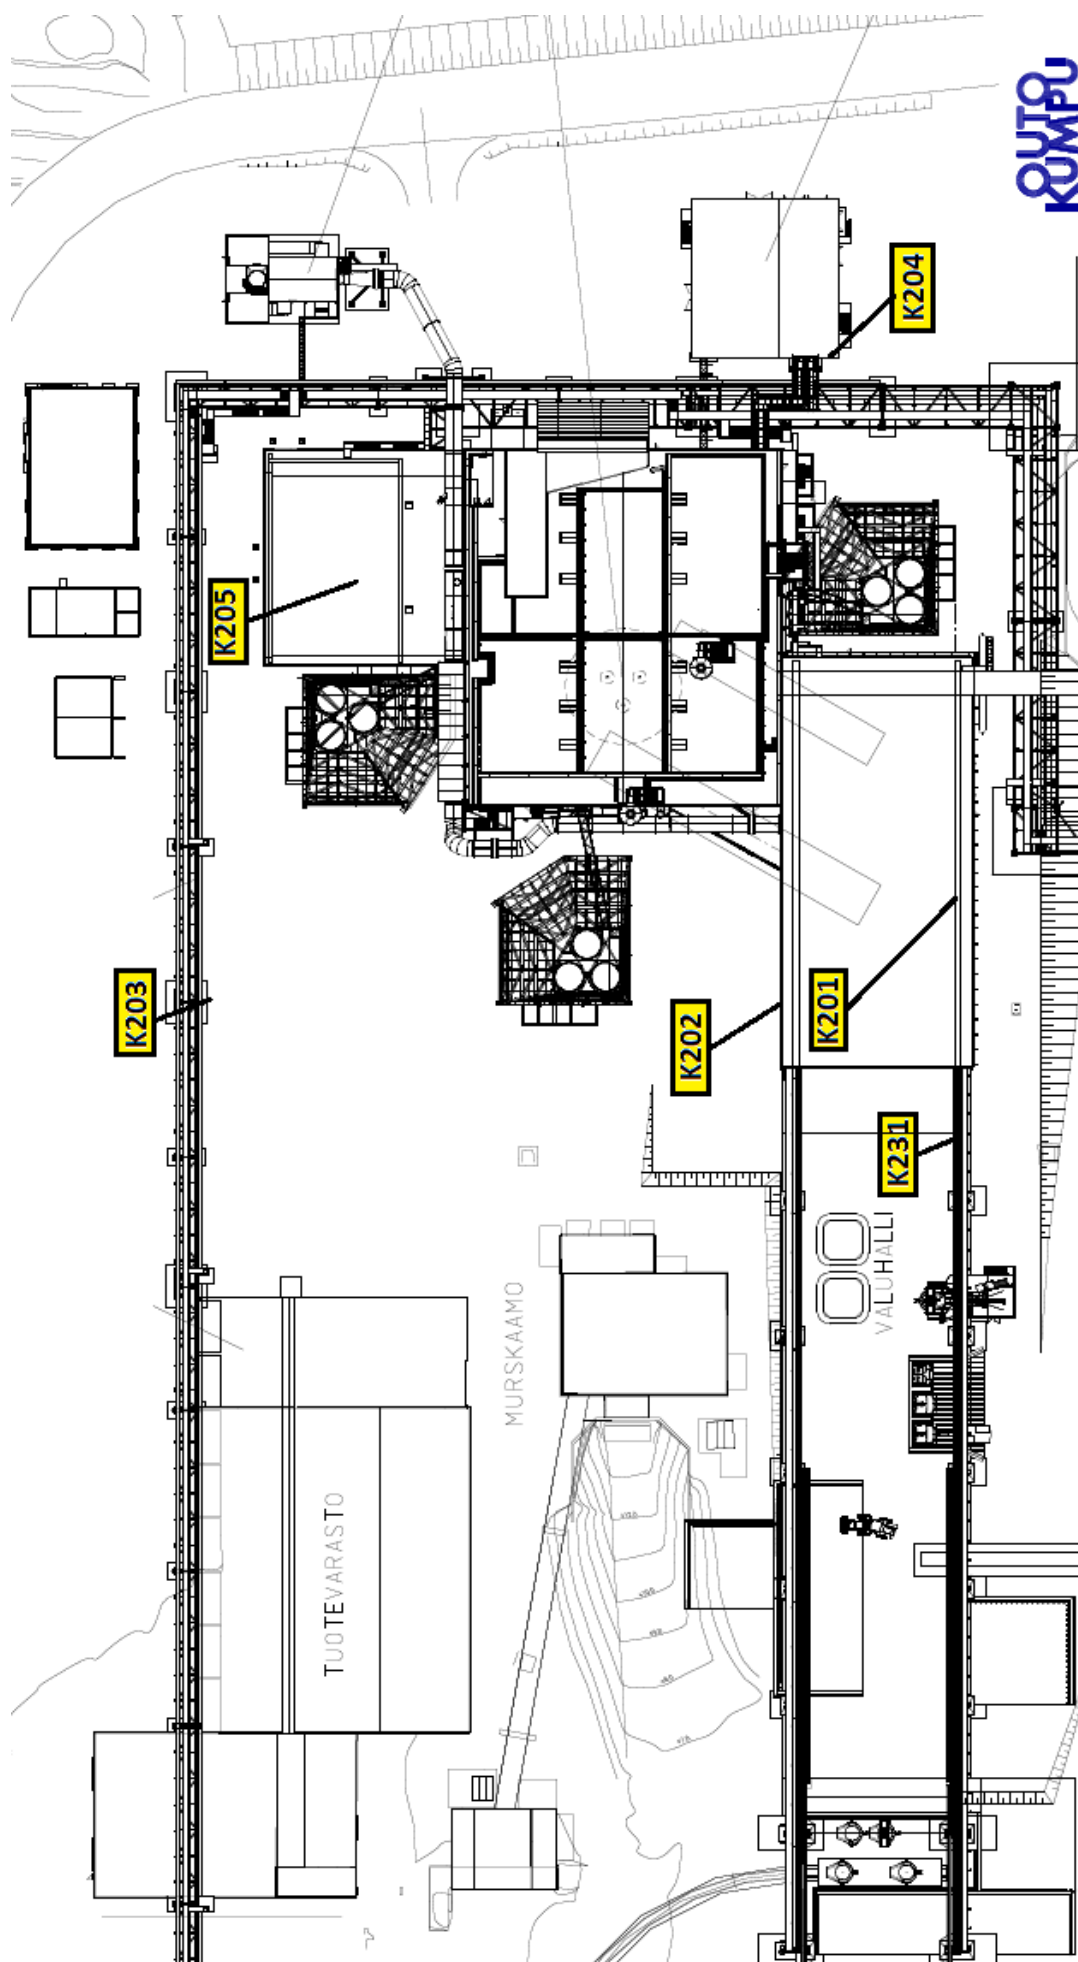 OUTO
KUMPU
K204
K205
K203
K202
K201
K231
VALUHALLI
MURSKAAMO
TUOTEVARASTO